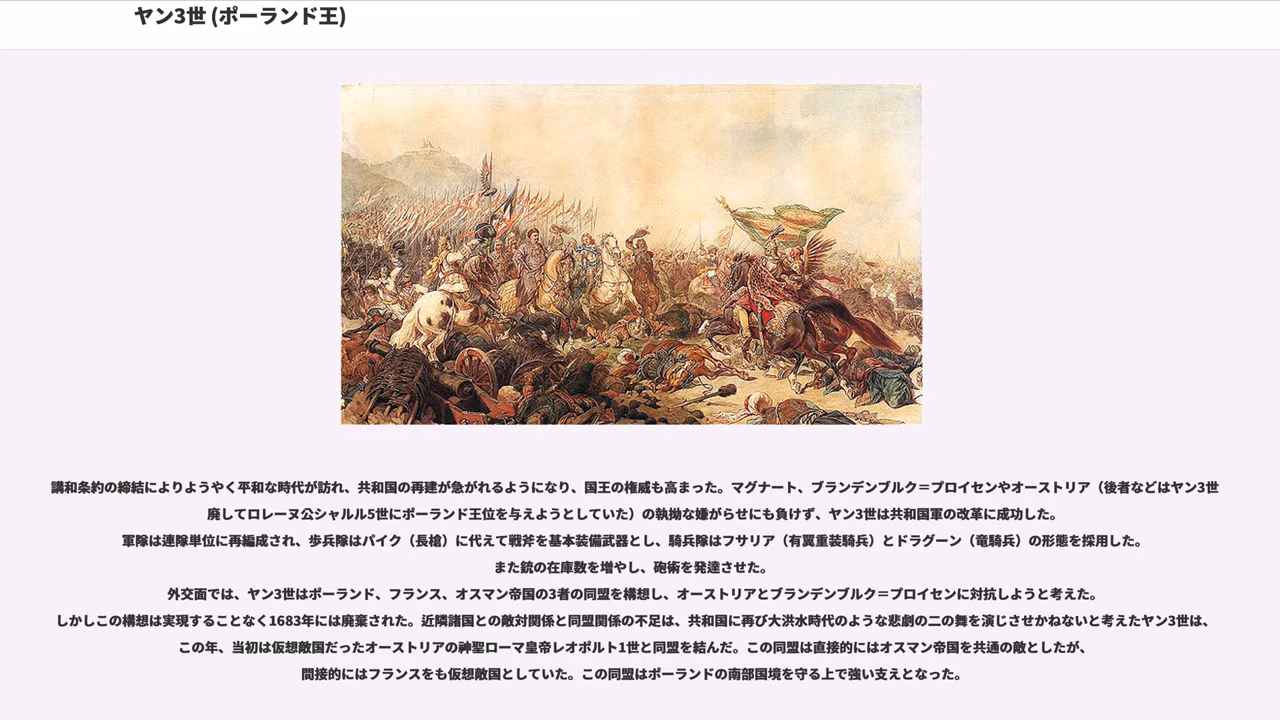 ヤン3世 (ポーランド王)
講和条約の締結によりようやく平和な時代が訪れ、共和国の再建が急がれるようになり、国王の権威も高まった。マグナート、ブランデンブルク＝プロイセンやオーストリア（後者などはヤン3世
廃してロレーヌ公シャルル5世にポーランド王位を与えようとしていた）の執拗な嫌がらせにも負けず、ヤン3世は共和国軍の改革に成功した。
軍隊は連隊単位に再編成され、歩兵隊はパイク（長槍）に代えて戦斧を基本装備武器とし、騎兵隊はフサリア（有翼重装騎兵）とドラグーン（竜騎兵）の形態を採用した。
また銃の在庫数を増やし、砲術を発達させた。
外交面では、ヤン3世はポーランド、フランス、オスマン帝国の3者の同盟を構想し、オーストリアとブランデンブルク＝プロイセンに対抗しようと考えた。
しかしこの構想は実現することなく1683年には廃棄された。近隣諸国との敵対関係と同盟関係の不足は、共和国に再び大洪水時代のような悲劇の二の舞を演じさせかねないと考えたヤン3世は、
この年、当初は仮想敵国だったオーストリアの神聖ローマ皇帝レオポルト1世と同盟を結んだ。この同盟は直接的にはオスマン帝国を共通の敵としたが、
間接的にはフランスをも仮想敵国としていた。この同盟はポーランドの南部国境を守る上で強い支えとなった。